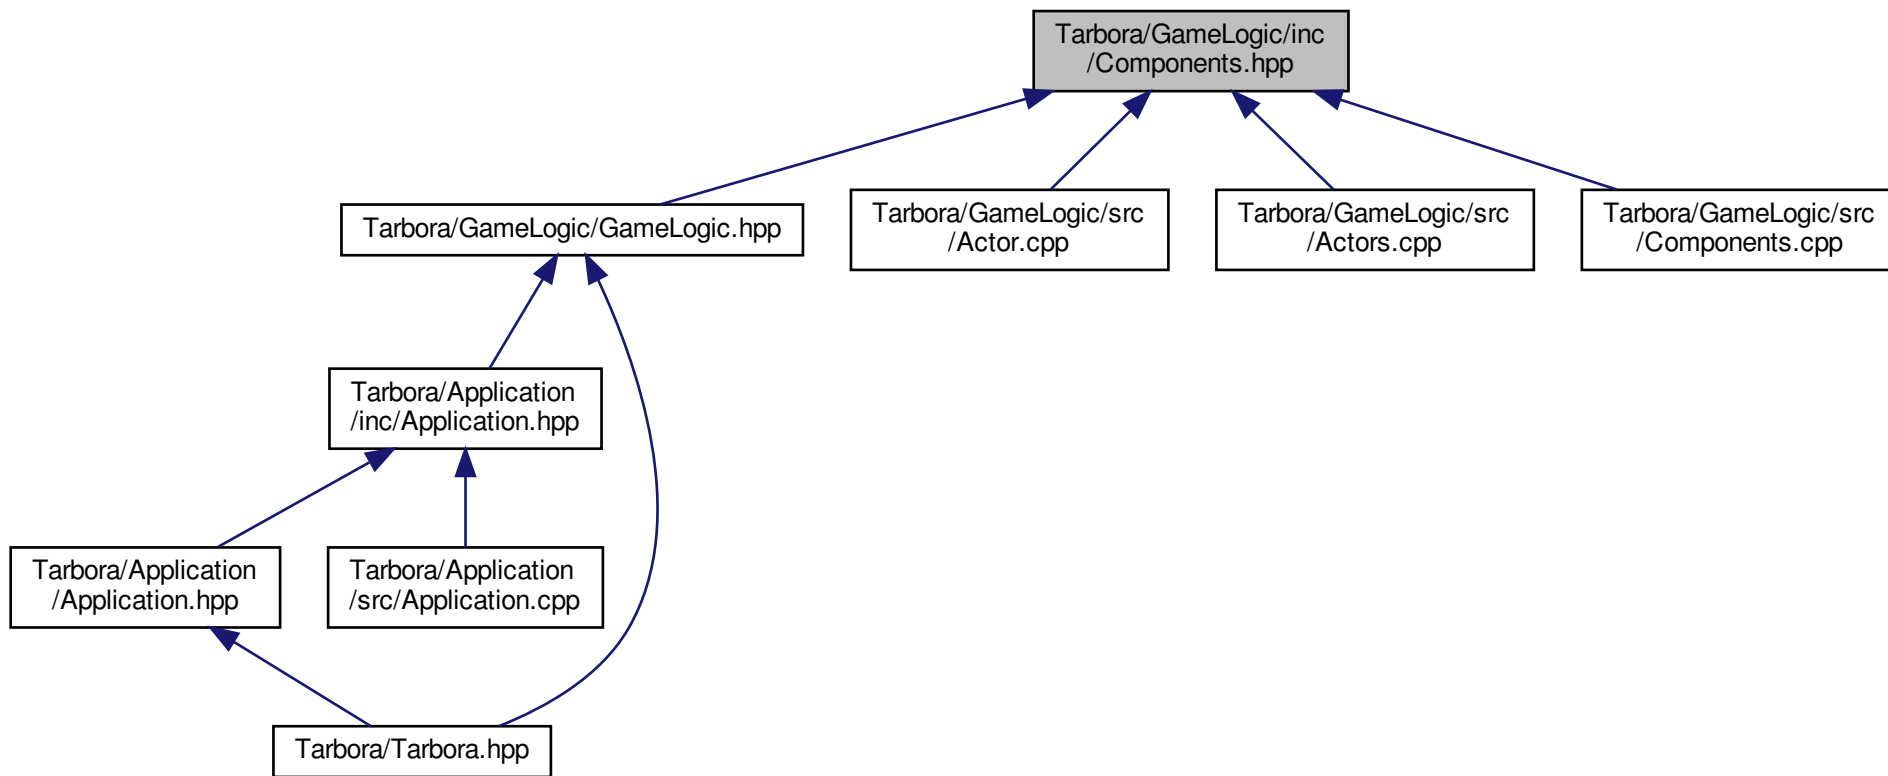 Tarbora/GameLogic/inc
/Components.hpp
Tarbora/GameLogic/GameLogic.hpp
Tarbora/GameLogic/src
/Actor.cpp
Tarbora/GameLogic/src
/Actors.cpp
Tarbora/GameLogic/src
/Components.cpp
Tarbora/Application
/inc/Application.hpp
Tarbora/Application
/Application.hpp
Tarbora/Application
/src/Application.cpp
Tarbora/Tarbora.hpp